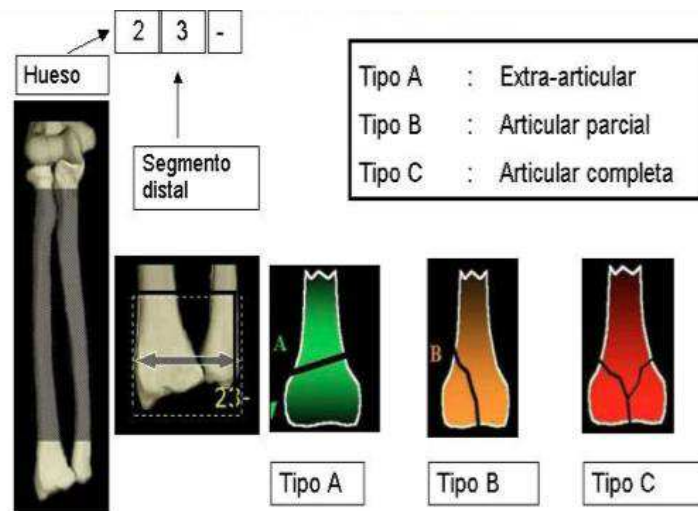 2 3 -
Hueso
Segmento
distal
Tipo A : Extra-articular
Tipo B : Articular parcial
Tipo C : Articular completa
23-
A
B
Tipo A
Tipo B
Tipo C